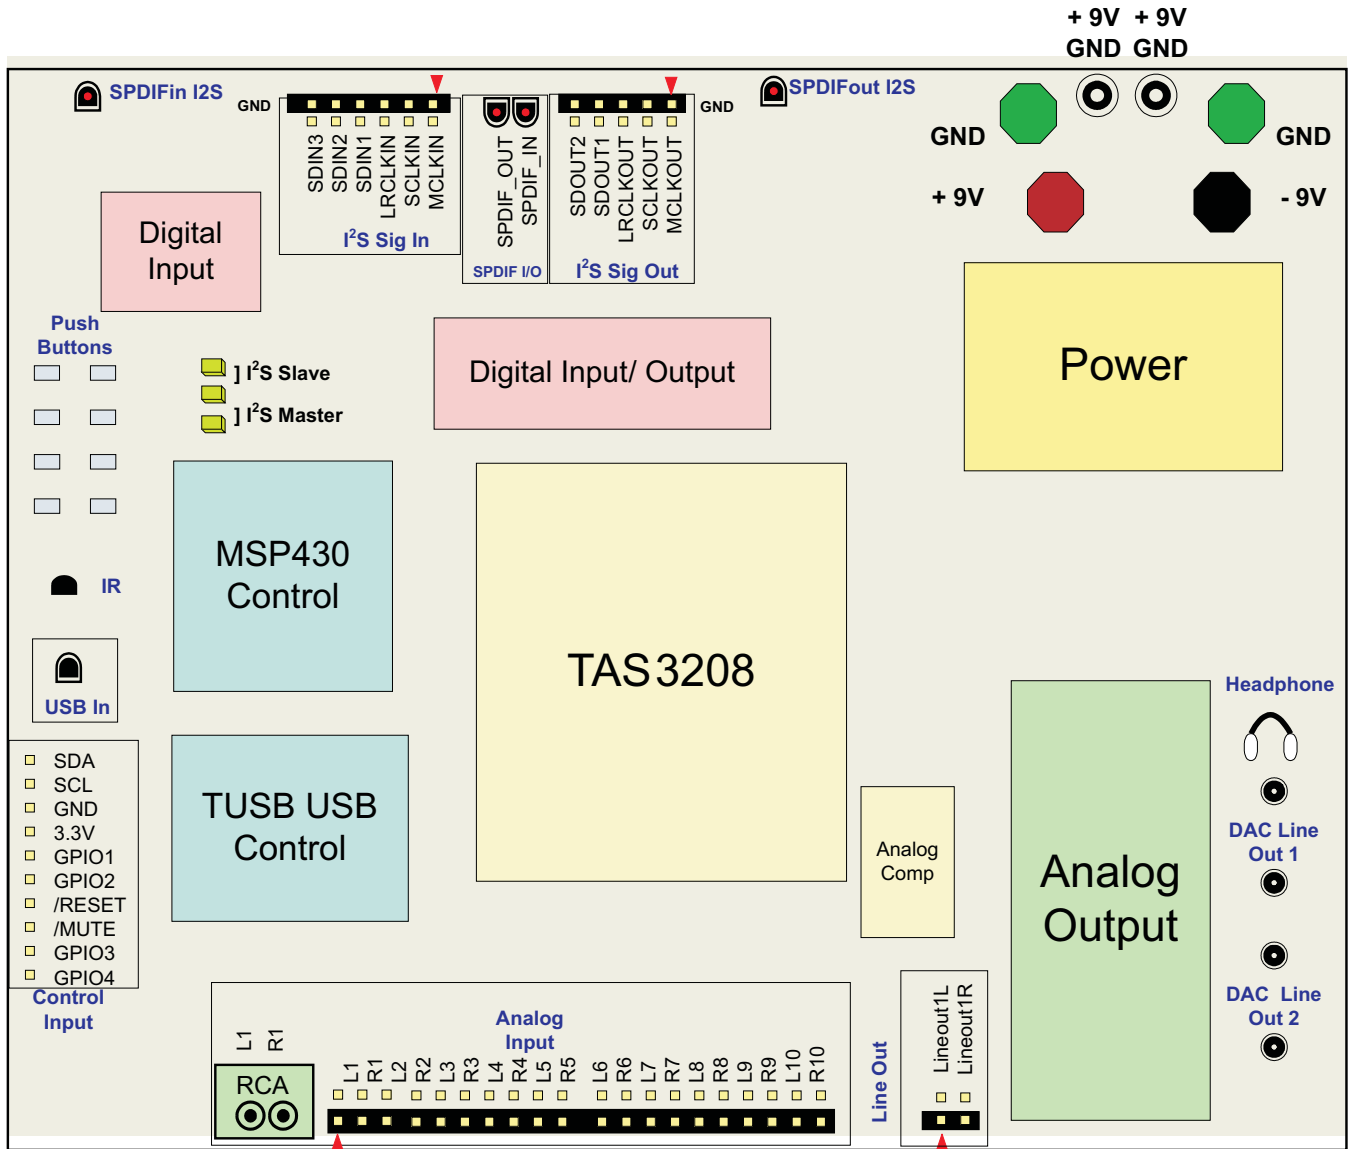 + 9V + 9V
GND GND
SPDIFin I2S
GND
SPDIFout I2S
GND
GND
GND
+ 9V
- 9V
SDIN3
SDIN2
SDIN1
LRCLKIN
SCLKIN
MCLKIN
I²S Sig In
SPDIF_OUT
SPDIF_IN
SPDIF I/O
SDOUT2
SDOUT1
LRCLKOUT
SCLKOUT
MCLKOUT
I²S Sig Out
Digital
Input
Push
Buttons
] I²S Slave
] I²S Master
Digital Input/ Output
Power
MSP430
Control
IR
USB In
TAS3208
SDA
SCL
GND
3.3V
GPIO1
GPIO2
/RESET
/MUTE
GPIO3
GPIO4
Control
Input
TUSB USB
Control
Analog
Comp
Analog
Output
Headphone
DAC Line
Out 1
DAC Line
Out 2
L1
R1
RCA
Analog
Input
L1
R1
L2
R2
L3
R3
L4
R4
L5
R5
L6
R6
L7
R7
L8
R8
L9
R9
L10
R10
Line Out
Lineout1L
Lineout1R